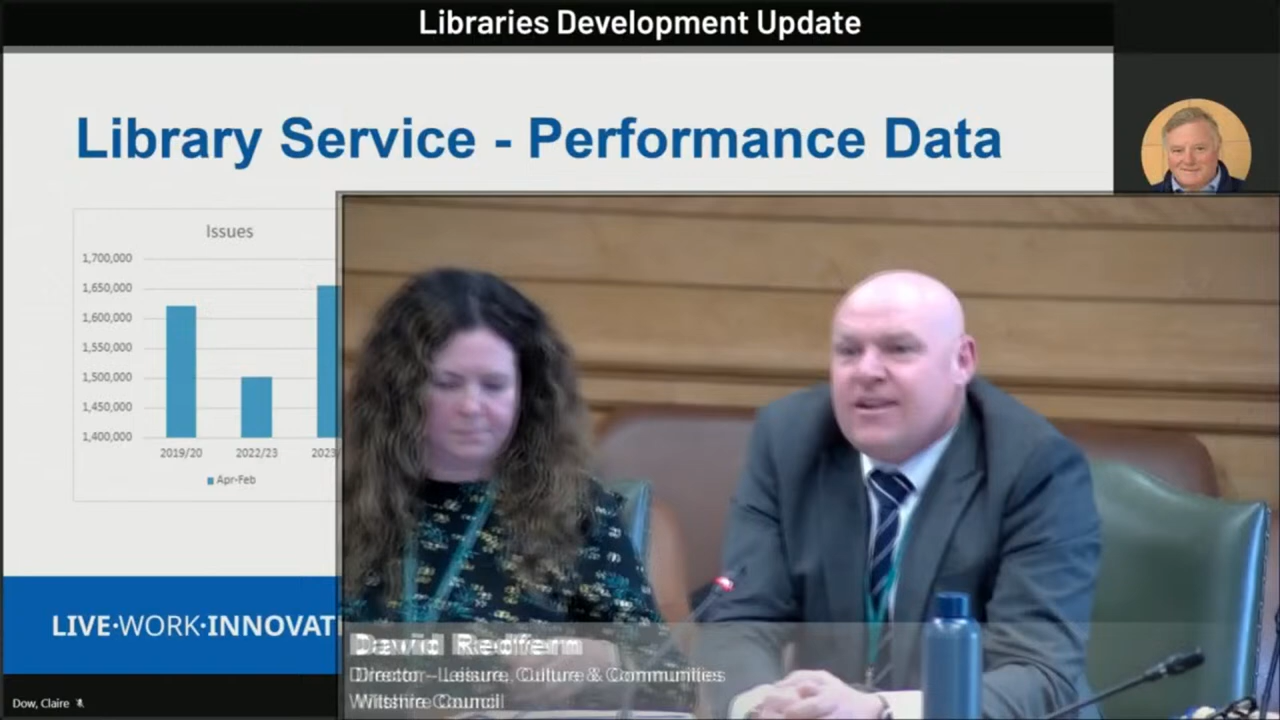 Libraries Development Update
Library Service - Performance Data
Issues
1,700,000
1,650,000
1,600,000
1,550,000
1,500,000
1,450,000
1,400,000
2019/20 2022/23 2023/
Apr-Feb
LIVE·WORK·INNOVAT
David Redfern
Director – Leisure, Culture & Communities
Wiltshire Council
Dow, Claire